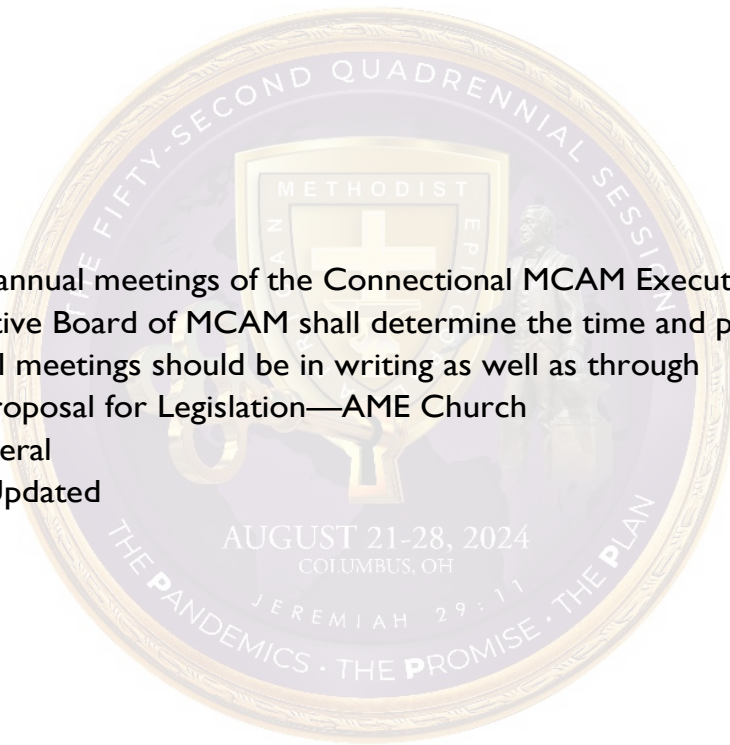 THE FIFTY-SECOND QUADRENNIAL SESSION
METHODIST
annual meetings of the Connectional MCAM Execut
tive Board of MCAM shall determine the time and p
l meetings should be in writing as well as through
roposal for Legislation—AME Church
eral
Updated
AUGUST 21-28, 2024
COLUMBUS, OH
JEREMIAH 29:11
THE PANDEMICS · THE PROMISE · THE PLAN